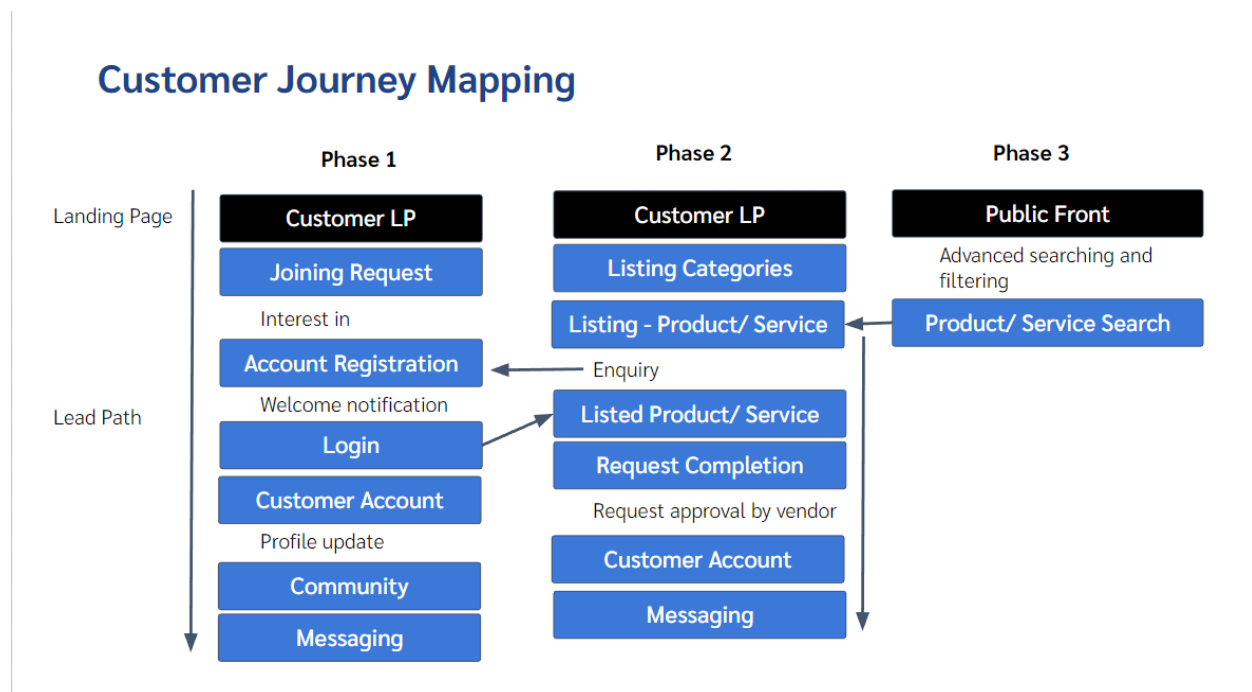 Customer Journey Mapping
Phase 1
Phase 2
Phase 3
Landing Page
Customer LP
Joining Request
Interest in
Account Registration
Welcome notification
Lead Path
Login
Customer Account
Profile update
Community
Messaging
Customer LP
Listing Categories
Listing - Product/ Service
Enquiry
Listed Product/ Service
Request Completion
Request approval by vendor
Customer Account
Messaging
Public Front
Advanced searching and
filtering
Product/ Service Search